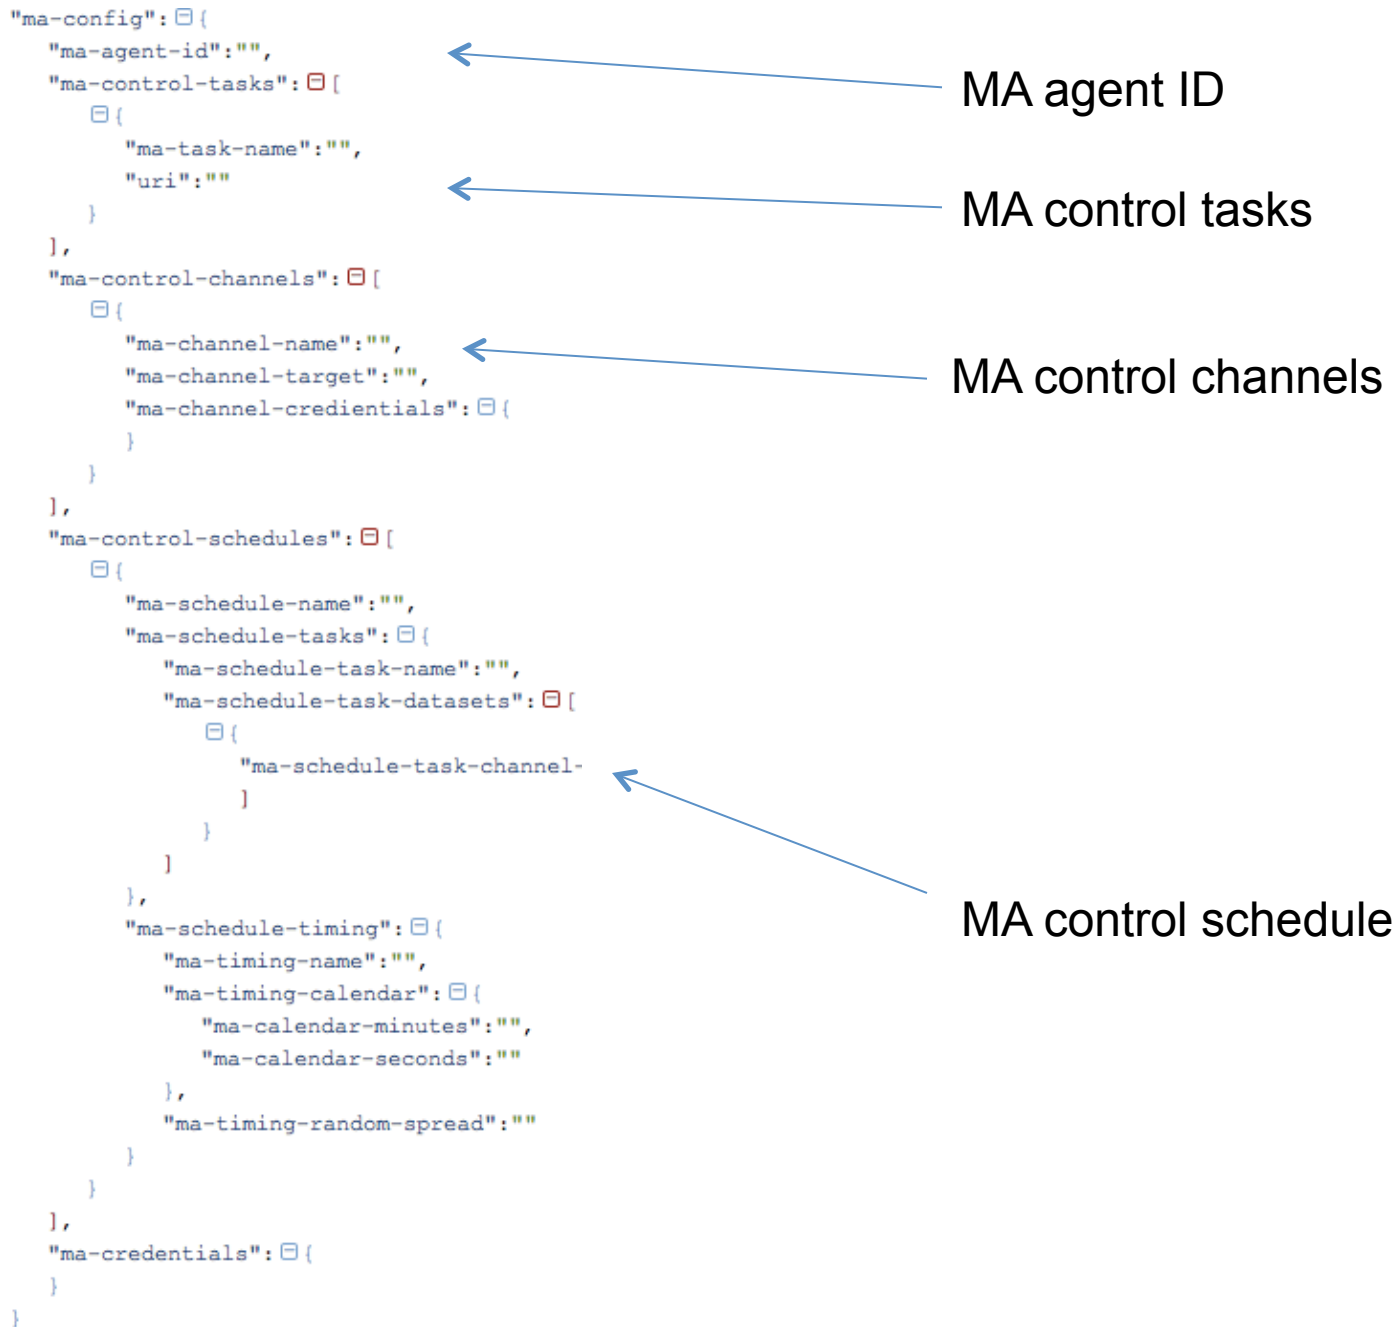 "ma-config": {
"ma-agent-id":"",
MA agent ID
"ma-control-tasks": [
{
"ma-task-name":"",
"uri":""
MA control tasks
}
],
"ma-control-channels": [
{
"ma-channel-name":"",
"ma-channel-target":"",
MA control channels
"ma-channel-credientials": {
}
}
],
"ma-control-schedules": [
{
"ma-schedule-name":"",
"ma-schedule-tasks": {
"ma-schedule-task-name":"",
"ma-schedule-task-datasets": [
{
"ma-schedule-task-channel-
]
}
]
},
MA control schedule
"ma-schedule-timing": {
"ma-timing-name":"",
"ma-timing-calendar": {
"ma-calendar-minutes":"",
"ma-calendar-seconds":""
},
"ma-timing-random-spread":""
}
}
],
"ma-credentials": {
}
}